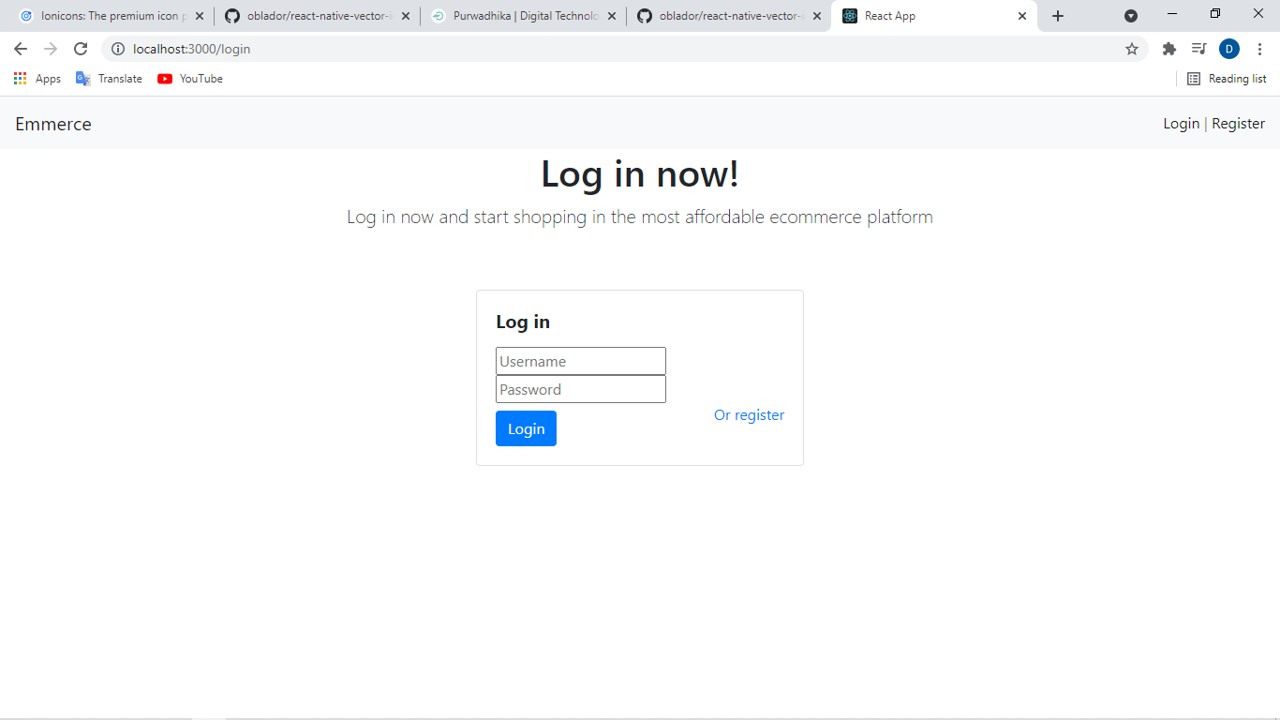 Ionicons: The premium icon p
oblador/react-native-vector-
Purwadhika | Digital Technolo
oblador/react-native-vector-
React App
localhost:3000/login
D
Apps
Translate
YouTube
Reading list
Emmerce
Login | Register
Log in now!
Log in now and start shopping in the most affordable ecommerce platform
Log in
Username
Password
Or register
Login